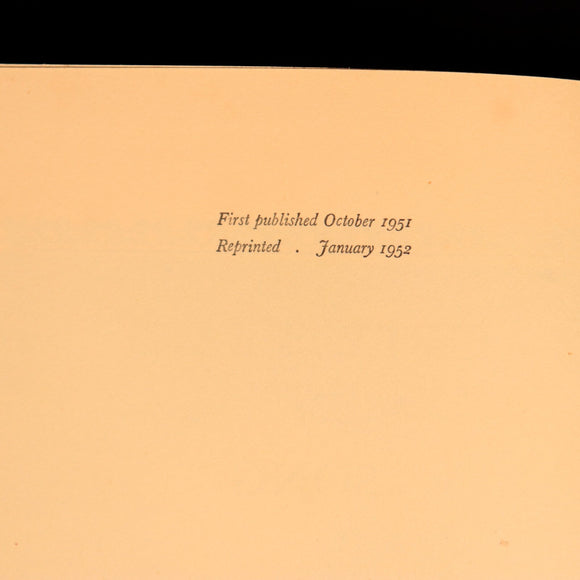 First published October 1951
Reprinted . January 1952